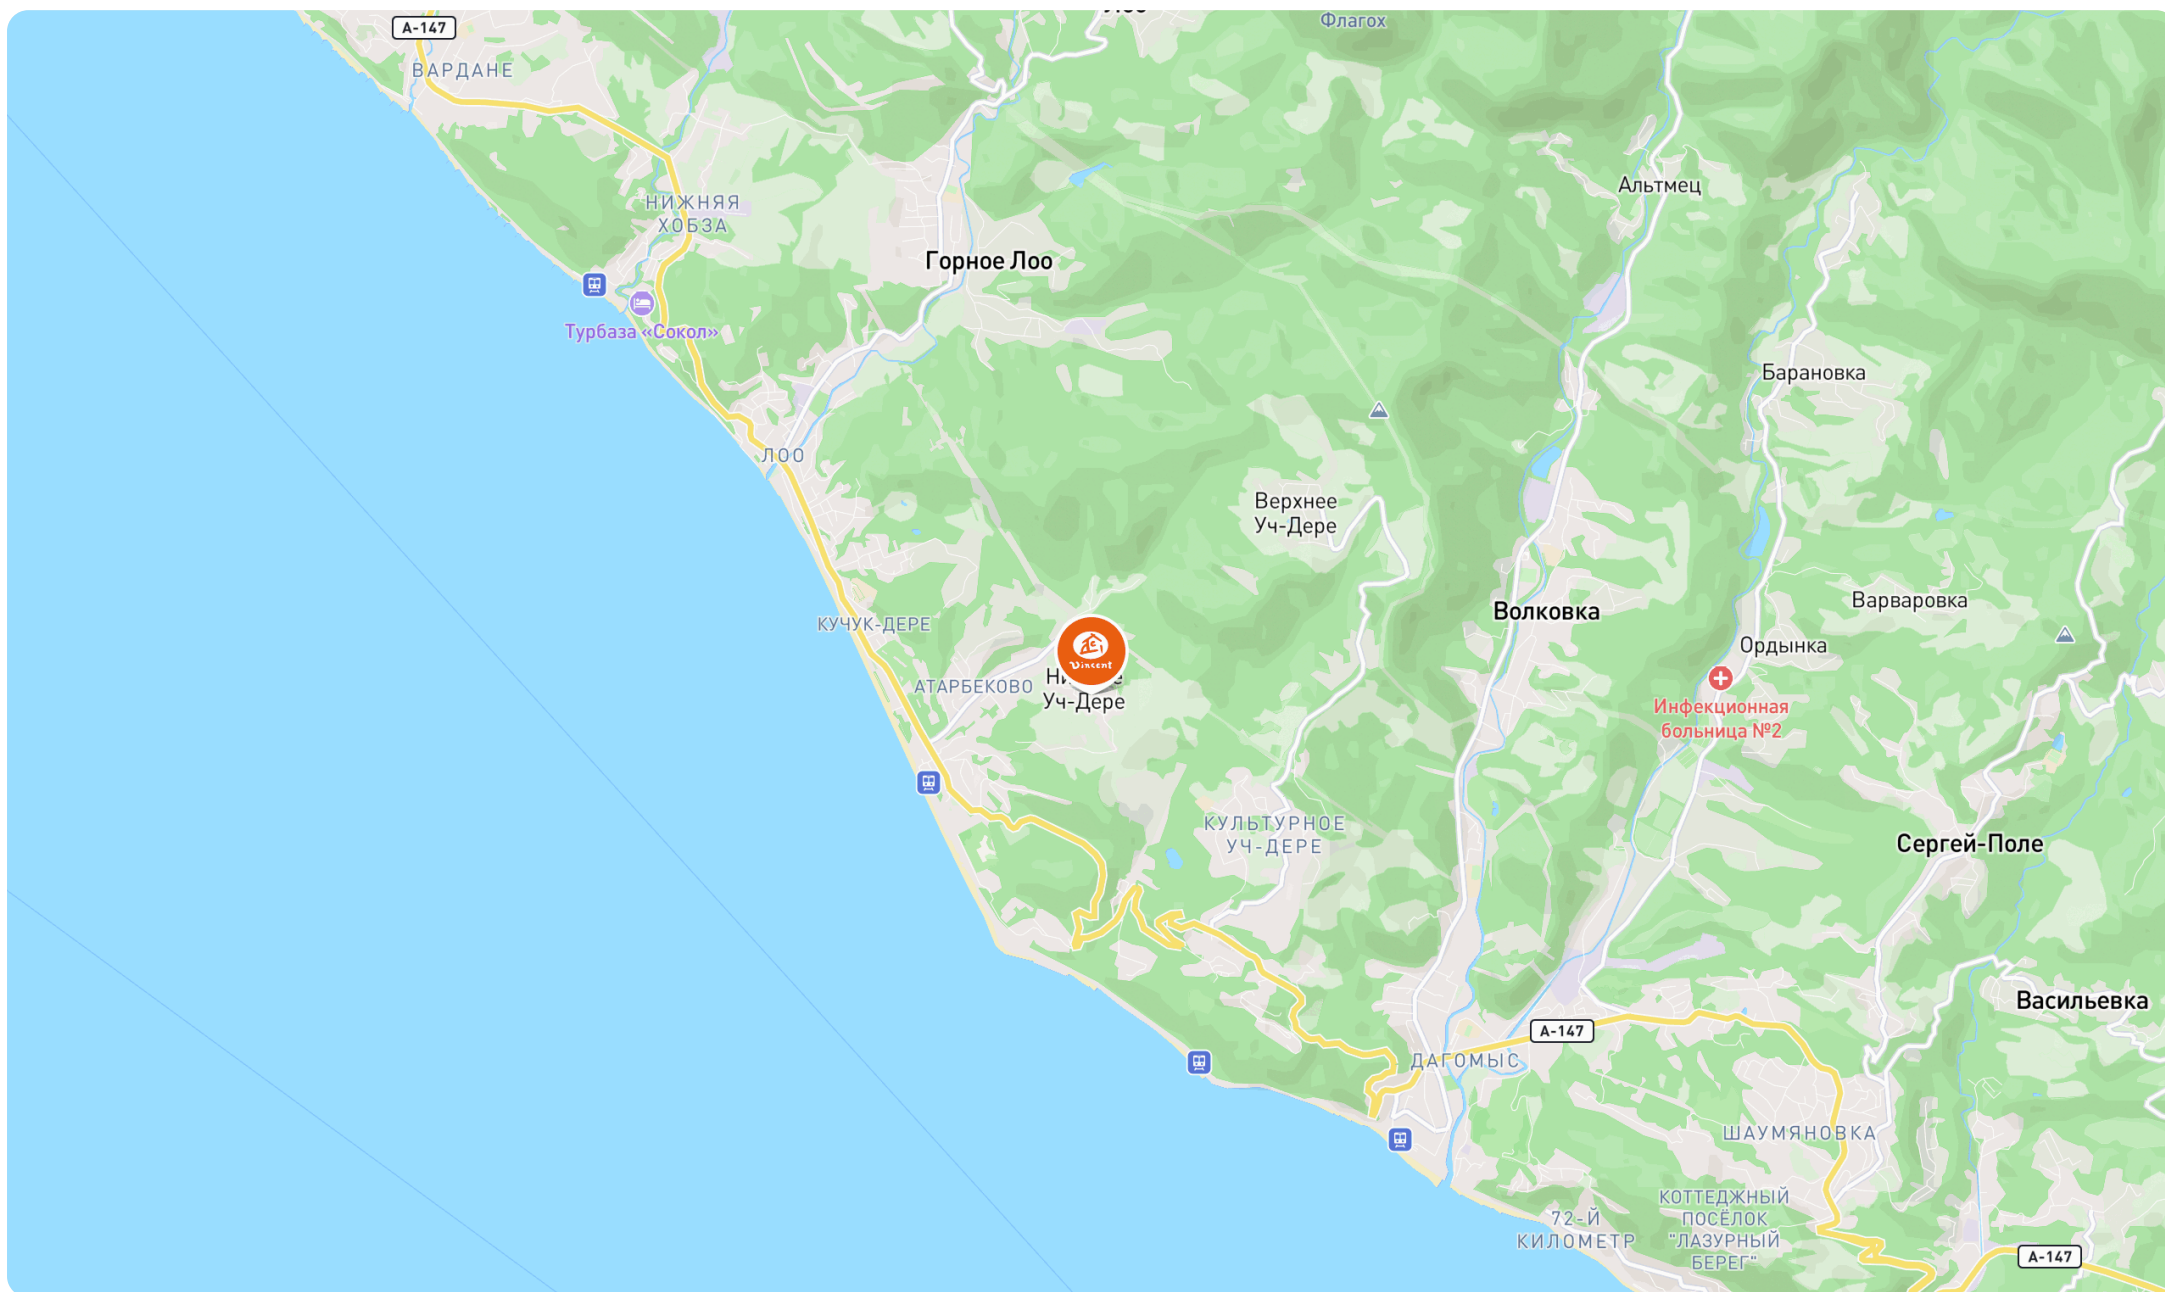 Флагох
А-147
ВАРДАНЕ
Альтмец
НИЖНЯЯ
ХОБЗА
Горное Лоо
Турбаза «Сокол»
Барановка
ЛОО
Верхнее
Уч-Дере
Варваровка
Волковка
КУЧУК-ДЕРЕ
Ордынка
Vincent
АТАРБЕКОВО
Уч-Дере
Инфекционная
больница №2
КУЛЬТУРНОЕ
УЧ-ДЕРЕ
Сергей-Поле
Васильевка
А-147
ДАГОМЫС
ШАУМЯНОВКА
72-Й
КИЛОМЕТР
КОТТЕДЖНЫЙ
ПОСЁЛОК
"ЛАЗУРНЫЙ
БЕРЕГ"
А-147